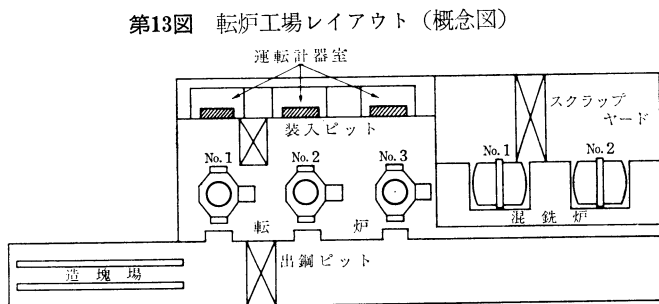 第13図 転炉工場レイアウト（概念図）
運転計器室
スクラップ
ヤード
装入ピット
No.1 No.2 No.3
No.1 No.2
混銑炉
転炉
出鋼ピット
造塊場